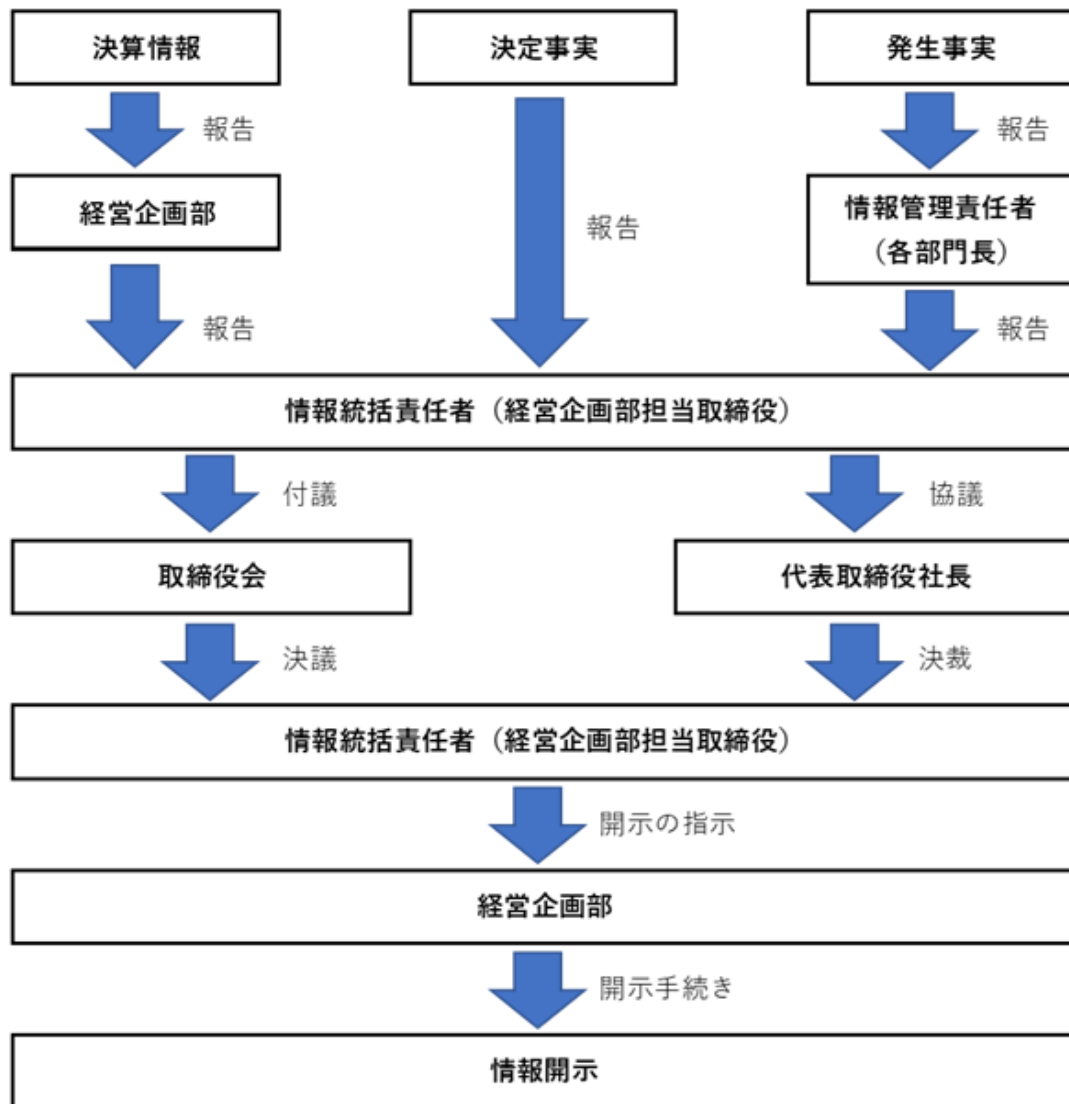 決算情報
決定事実
発生事実
報告
報告
経営企画部
報告
情報管理責任者
（各部門長）
報告
報告
情報統括責任者（経営企画部担当取締役）
付議
協議
取締役会
代表取締役社長
決議
決裁
情報統括責任者（経営企画部担当取締役）
開示の指示
経営企画部
開示手続き
情報開示